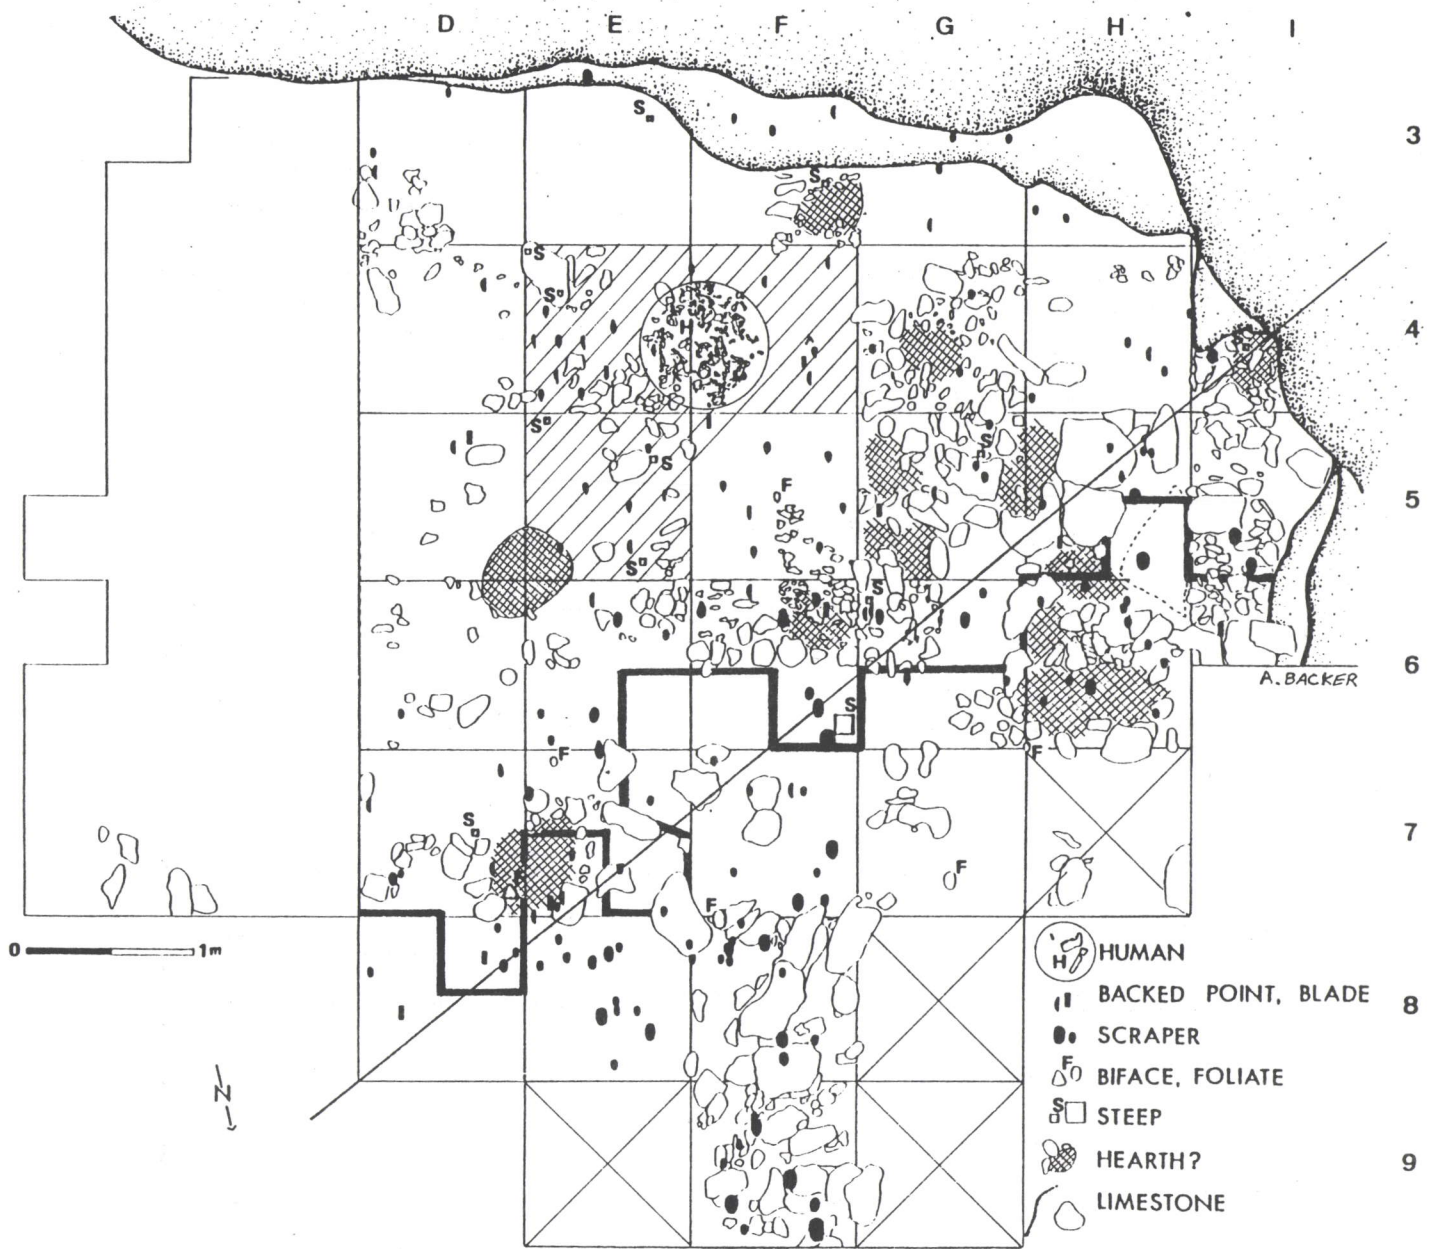 D E F G H I
3
S
S
S
S
4
H
S
S
S
S
F
5
S
S
6
A. BACKER
S
F
F
S
7
F
F
0 1m
HUMAN
H
BACKED POINT, BLADE
8
SCRAPER
F
BIFACE, FOLIATE
N
S
STEEP
HEARTH?
9
LIMESTONE